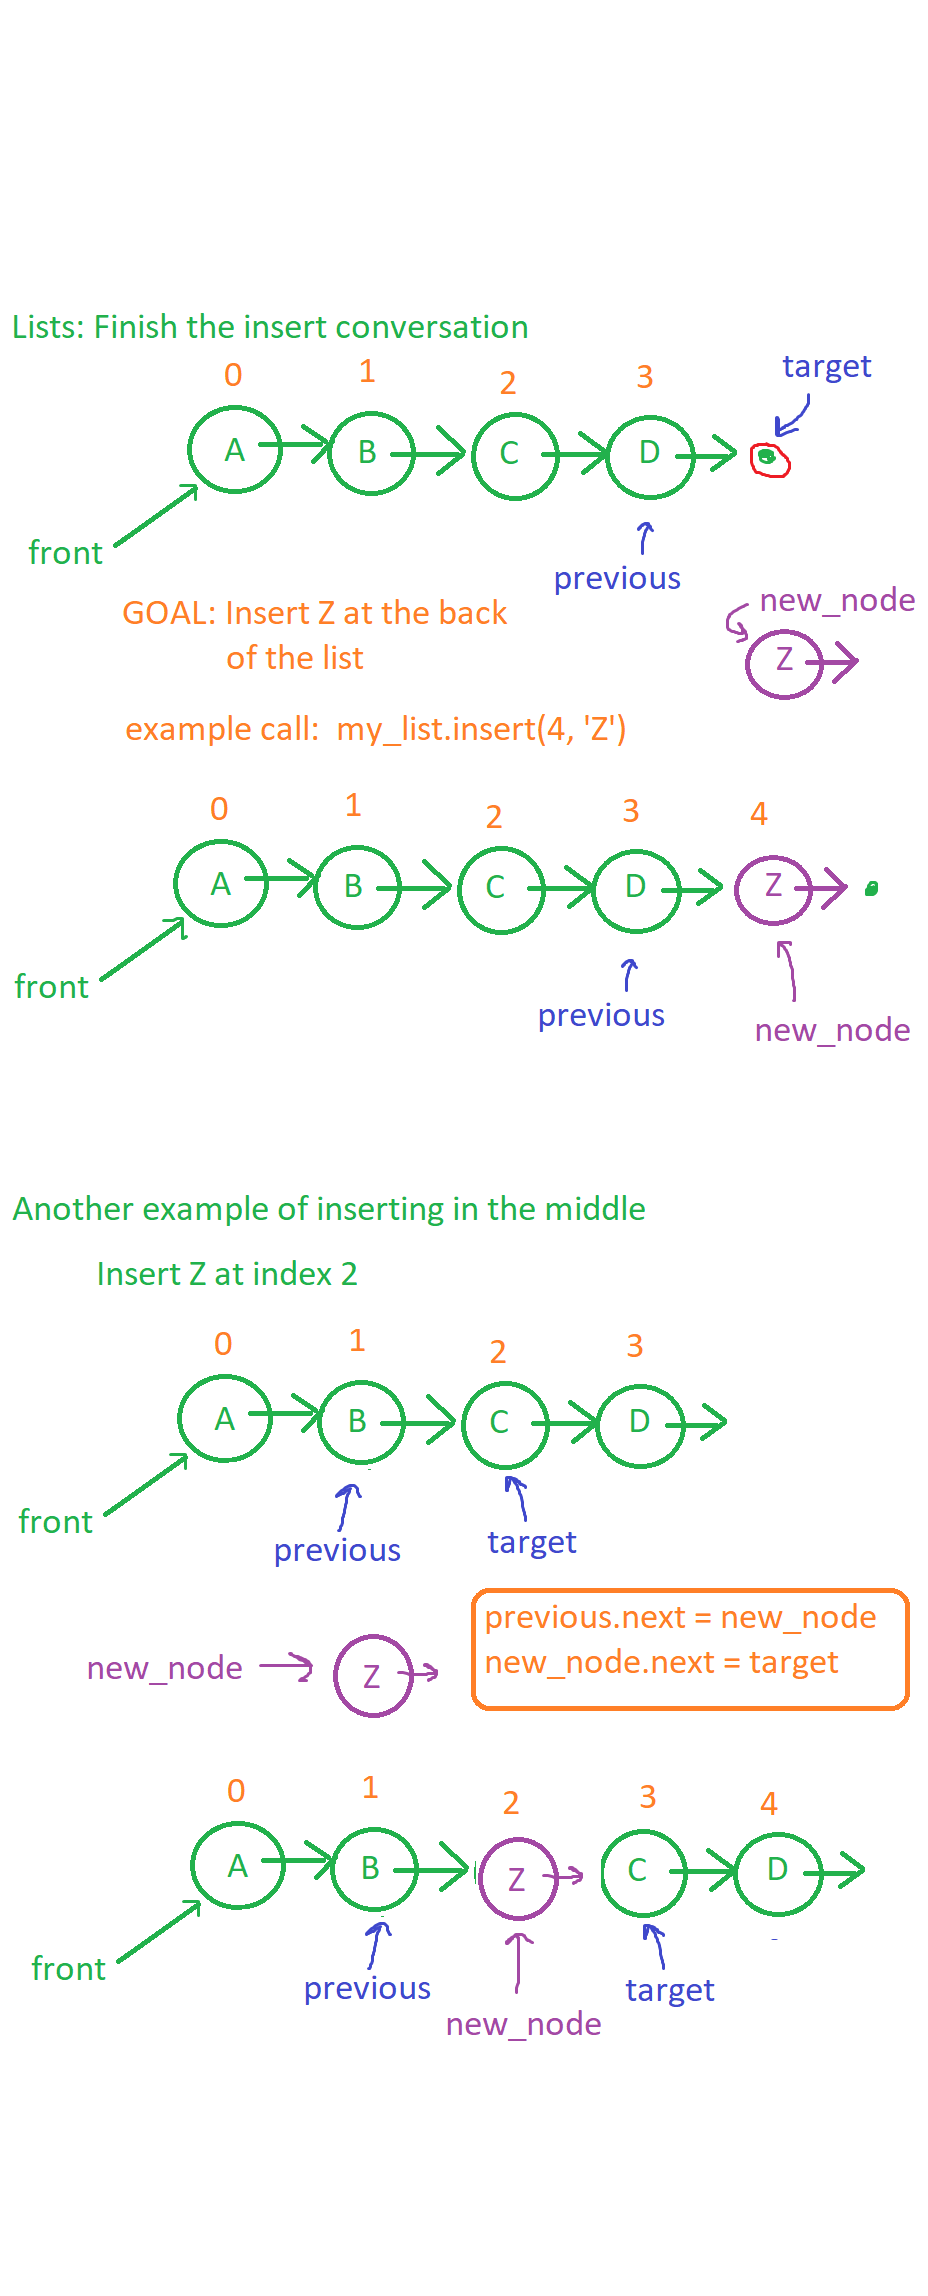 Lists: Finish the insert conversation
0 1 2 3 target
A B C D
front
previous
GOAL: Insert Z at the back
of the list
new_node
Z
example call: my_list.insert(4, 'Z')
0 1 2 3 4
A B C D Z
front
previous
new_node
Another example of inserting in the middle
Insert Z at index 2
0 1 2 3
A B C D
front
previous target
previous.next = new_node
new_node.next = target
new_node Z
0 1 2 3 4
A B Z C D
front
previous target
new_node